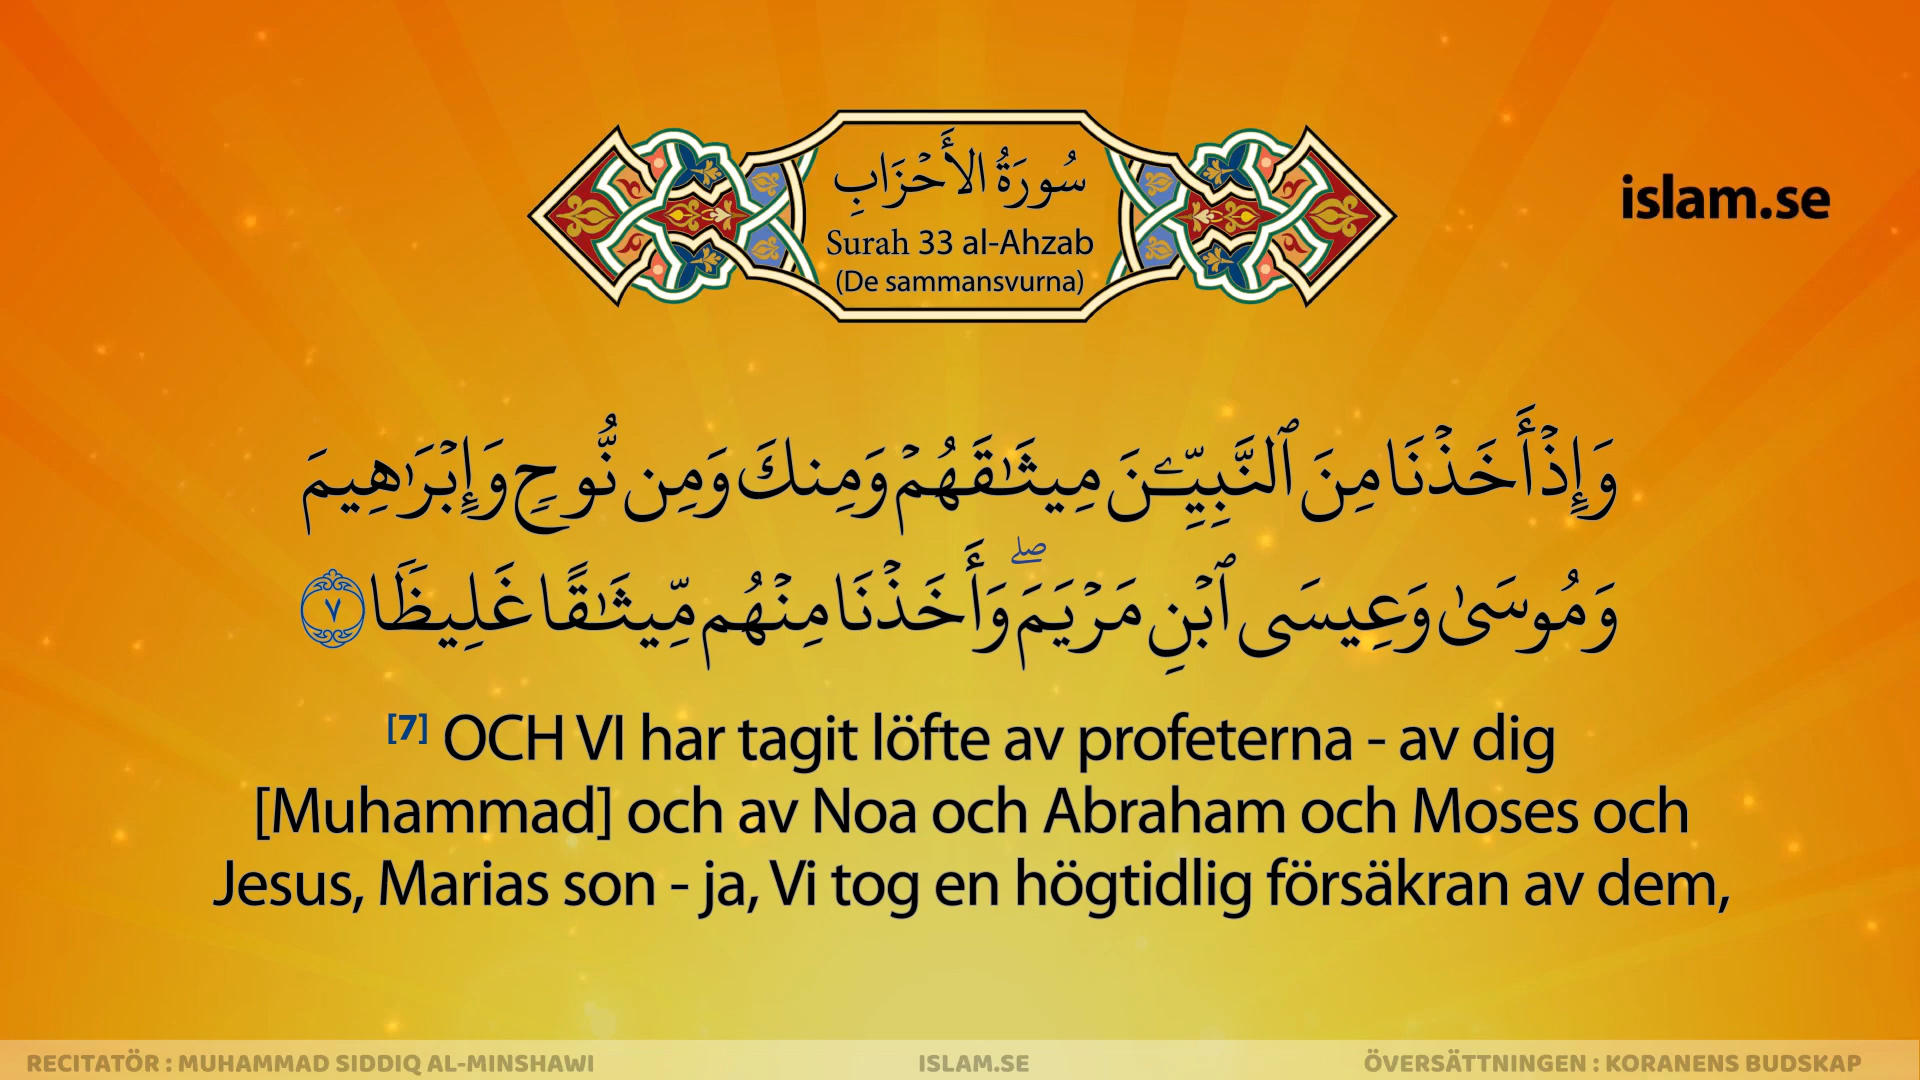 سُورَةُ الأَحْزَابِ
Surah 33 al-Ahzab
(De sammansvurna)
islam.se
وَإِذْ أَخَذْنَا مِنَ ٱلنَّبِيِّـۧنَ مِيثَـٰقَهُمْ وَمِنكَ وَمِن نُّوحٍ وَإِبْرَٰهِيمَ
وَمُوسَىٰ وَعِيسَى ٱبْنِ مَرْيَمَ ۖ وَأَخَذْنَا مِنْهُم مِّيثَـٰقًا غَلِيظًا ٧
[7] OCH VI har tagit löfte av profeterna - av dig
[Muhammad] och av Noa och Abraham och Moses och
Jesus, Marias son - ja, Vi tog en högtidlig försäkran av dem,
RECITATÖR : MUHAMMAD SIDDIQ AL-MINSHAWI
ISLAM.SE
ÖVERSÄTTNINGEN : KORANENS BUDSKAP